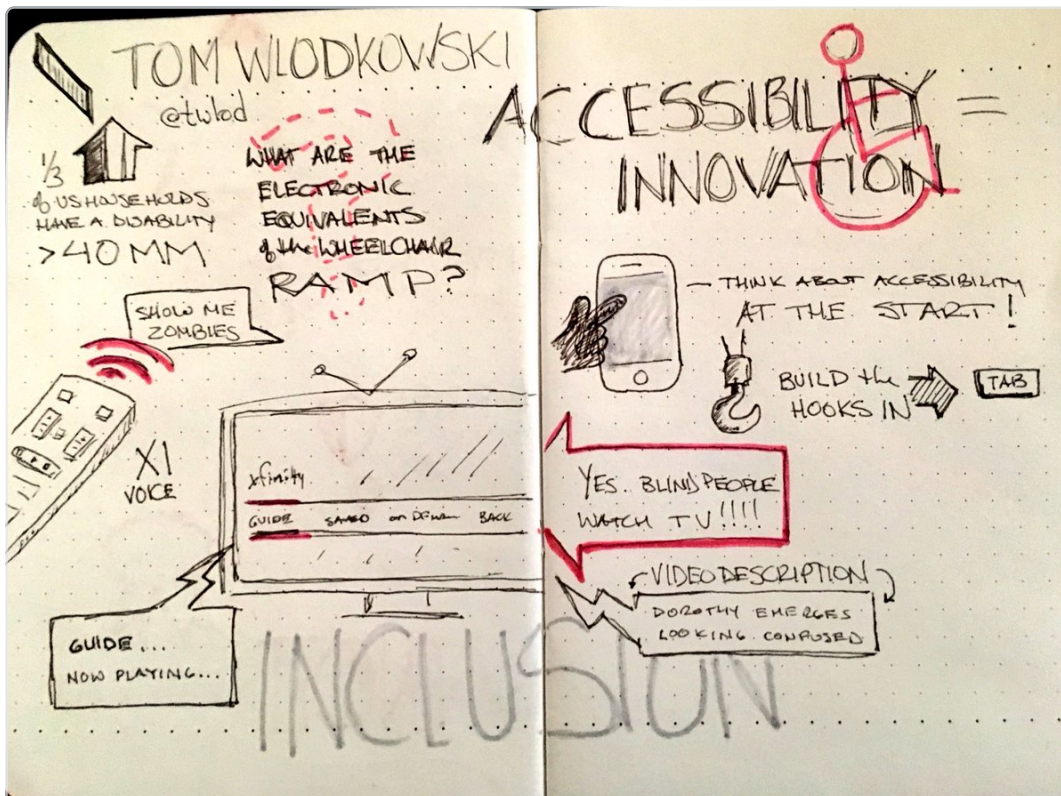 TOM WLODKOWSKI
@twlod
1/3
of US HOUSEHOLDS
HAVE A DISABILITY
>40 MM
WHAT ARE THE
ELECTRONIC
EQUIVALENTS
of the WHEELCHAIR
RAMP?
SHOW ME
ZOMBIES
X1
VOICE
xfinity
GUIDE SAVED on BACK
GUIDE....
NOW PLAYING...
ACCESSIBILITY =
INNOVATION
– THINK ABOUT ACCESSIBILITY
AT THE START!
BUILD the
HOOKS IN
TAB
YES.. BLIND PEOPLE
WATCH TV!!!!
VIDEO DESCRIPTION
DOROTHY EMERGES
LOOKING CONFUSED
INCLUSION